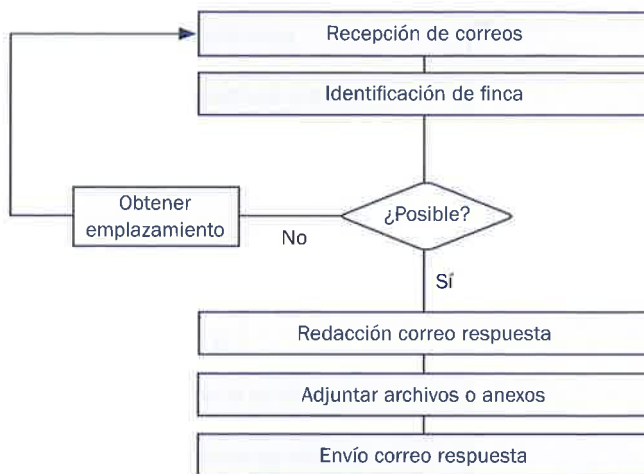 Recepción de correos
Identificación de finca
Obtener
emplazamiento
No
¿Posible?
Sí
Redacción correo respuesta
Adjuntar archivos o anexos
Envío correo respuesta